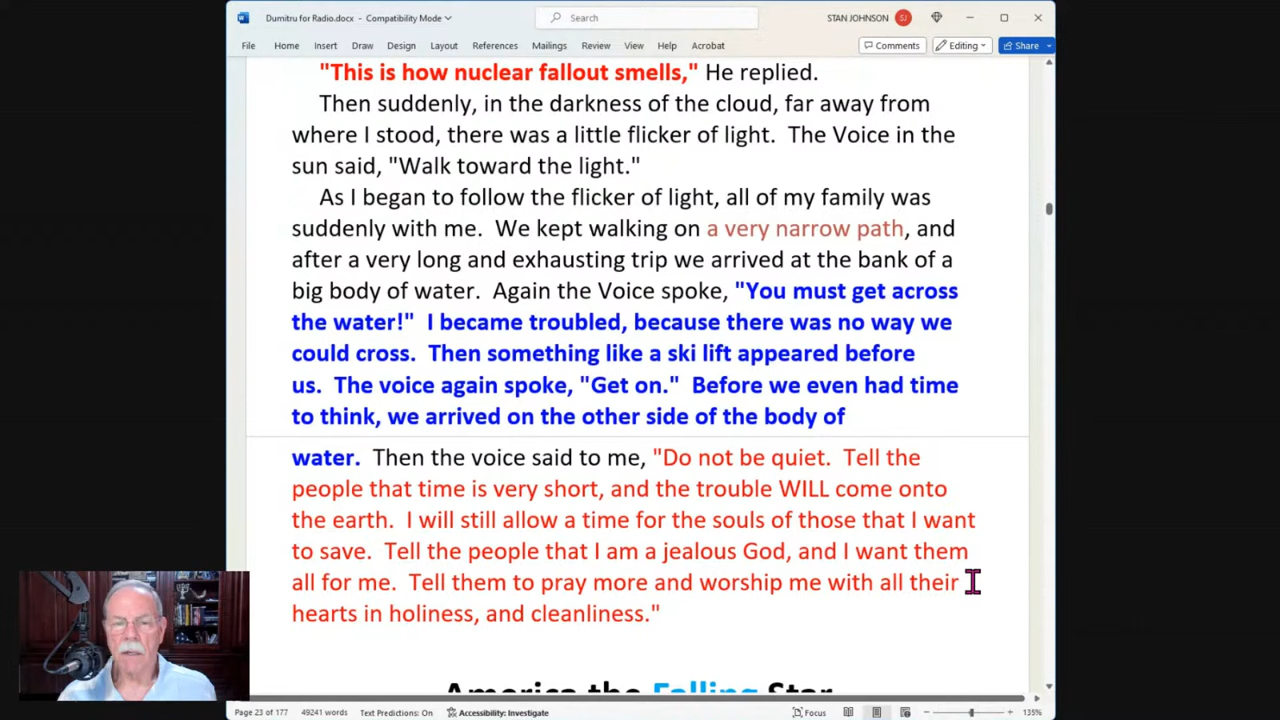 Dumitru for Radio.docx • Compatibility Mode
Search
STAN JOHNSON
SJ
File Home Insert Draw Design Layout References Mailings Review View Help Acrobat
Comments Editing Share
"This is how nuclear fallout smells," He replied.
Then suddenly, in the darkness of the cloud, far away from
where I stood, there was a little flicker of light. The Voice in the
sun said, "Walk toward the light."
As I began to follow the flicker of light, all of my family was
suddenly with me. We kept walking on a very narrow path, and
after a very long and exhausting trip we arrived at the bank of a
big body of water. Again the Voice spoke, "You must get across
the water!" I became troubled, because there was no way we
could cross. Then something like a ski lift appeared before
us. The voice again spoke, "Get on." Before we even had time
to think, we arrived on the other side of the body of
water. Then the voice said to me, "Do not be quiet. Tell the
people that time is very short, and the trouble WILL come onto
the earth. I will still allow a time for the souls of those that I want
to save. Tell the people that I am a jealous God, and I want them
all for me. Tell them to pray more and worship me with all their
hearts in holiness, and cleanliness."
America the Falling Star
Page 23 of 177 49241 words Text Predictions: On Accessibility: Investigate Focus 135%